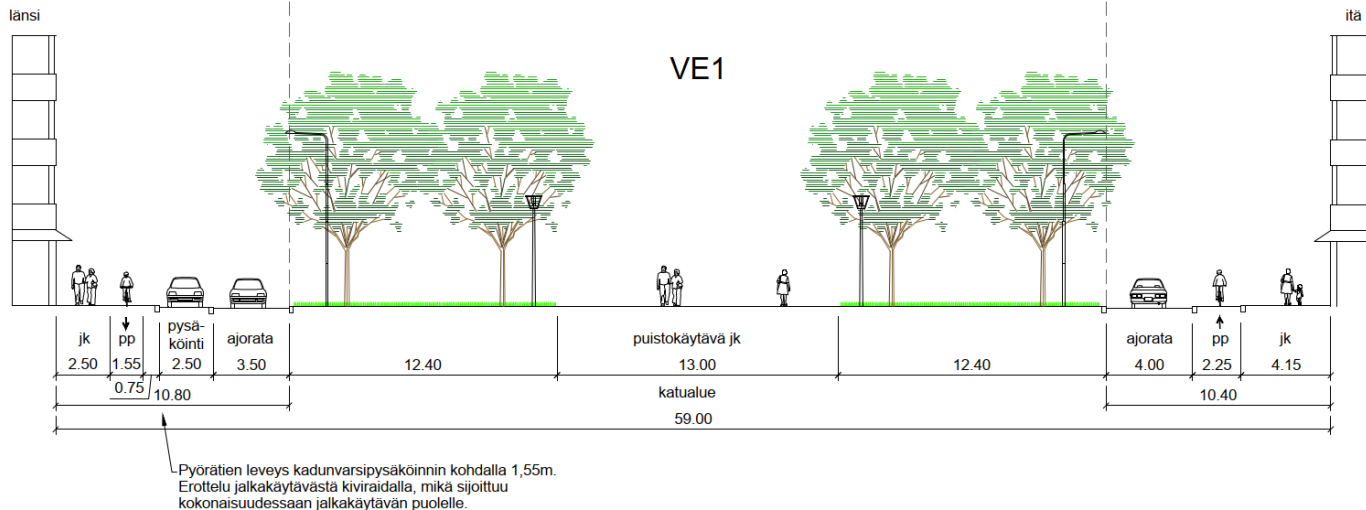 länsi
itä
VE1
jk
pp
pysä-
köinti
ajorata
puistokäytävä jk
ajorata
pp
jk
2.50
1.55
2.50
3.50
12.40
13.00
12.40
4.00
2.25
4.15
0.75
10.80
katualue
10.40
59.00
Pyörätien leveys kadunvarsipysäköinnin kohdalla 1,55m.
Erottelu jalkakäytävästä kiviraidalla, mikä sijoittuu
kokonaisuudessaan jalkakäytävän puolelle.